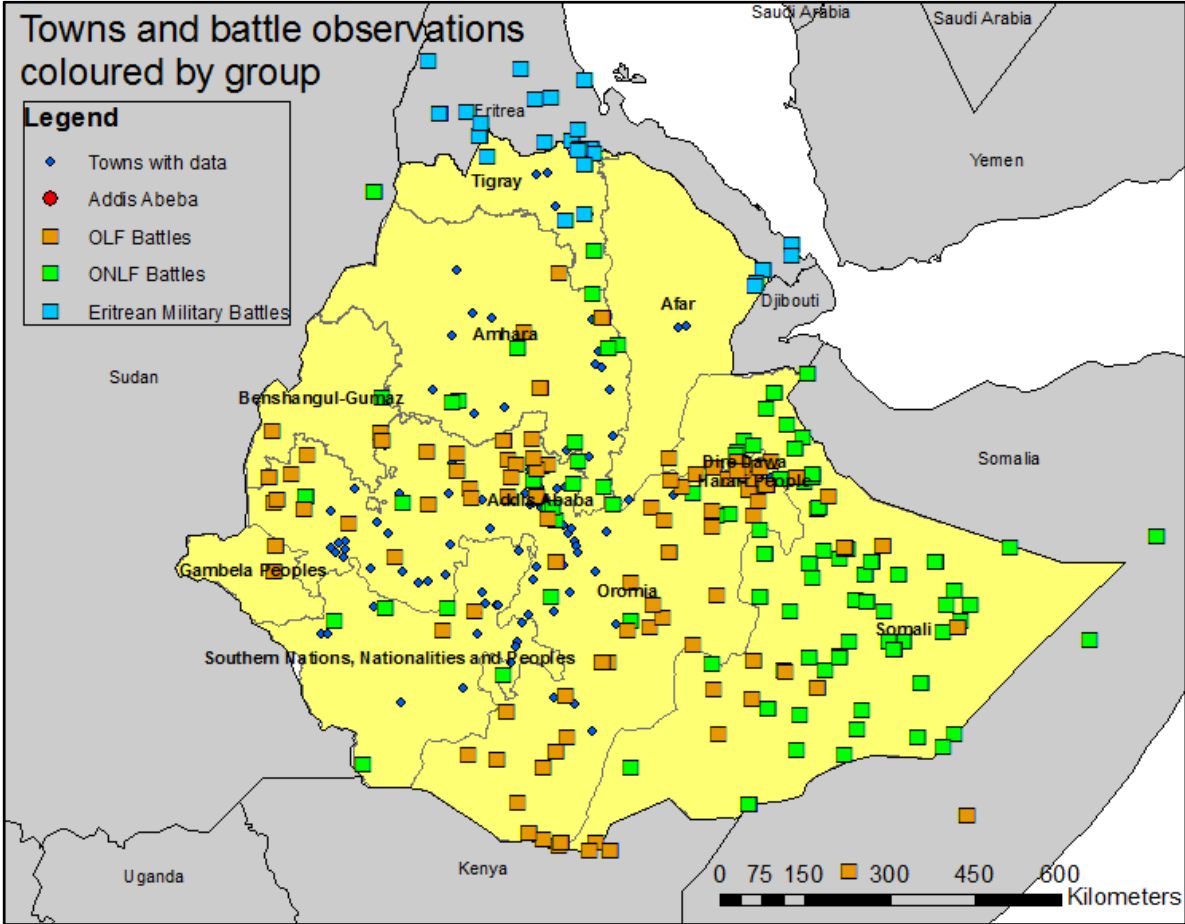 Towns and battle observations
coloured by group
Legend
Towns with data
Addis Abeba
OLF Battles
ONLF Battles
Eritrean Military Battles
Saudi Arabia
Saudi Arabia
Eritrea
Yemen
Tigray
Afar
Djibouti
Amhara
Sudan
Benshangul-Gumaz
Somalia
Dire Dawa
Harari People
Addis Ababa
Gambela Peoples
Oromia
Somali
Southern Nations, Nationalities and Peoples
Kenya
Uganda
0 75 150 300 450 600
Kilometers